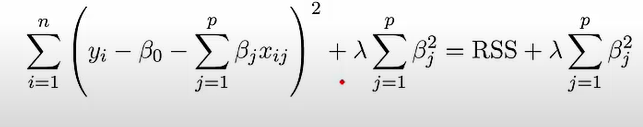 $$\sum_{i=1}^{n} \left( y_i - \beta_0 - \sum_{j=1}^{p} \beta_j x_{ij} \right)^2 + \lambda \sum_{j=1}^{p} \beta_j^2 = \text{RSS} + \lambda \sum_{j=1}^{p} \beta_j^2$$